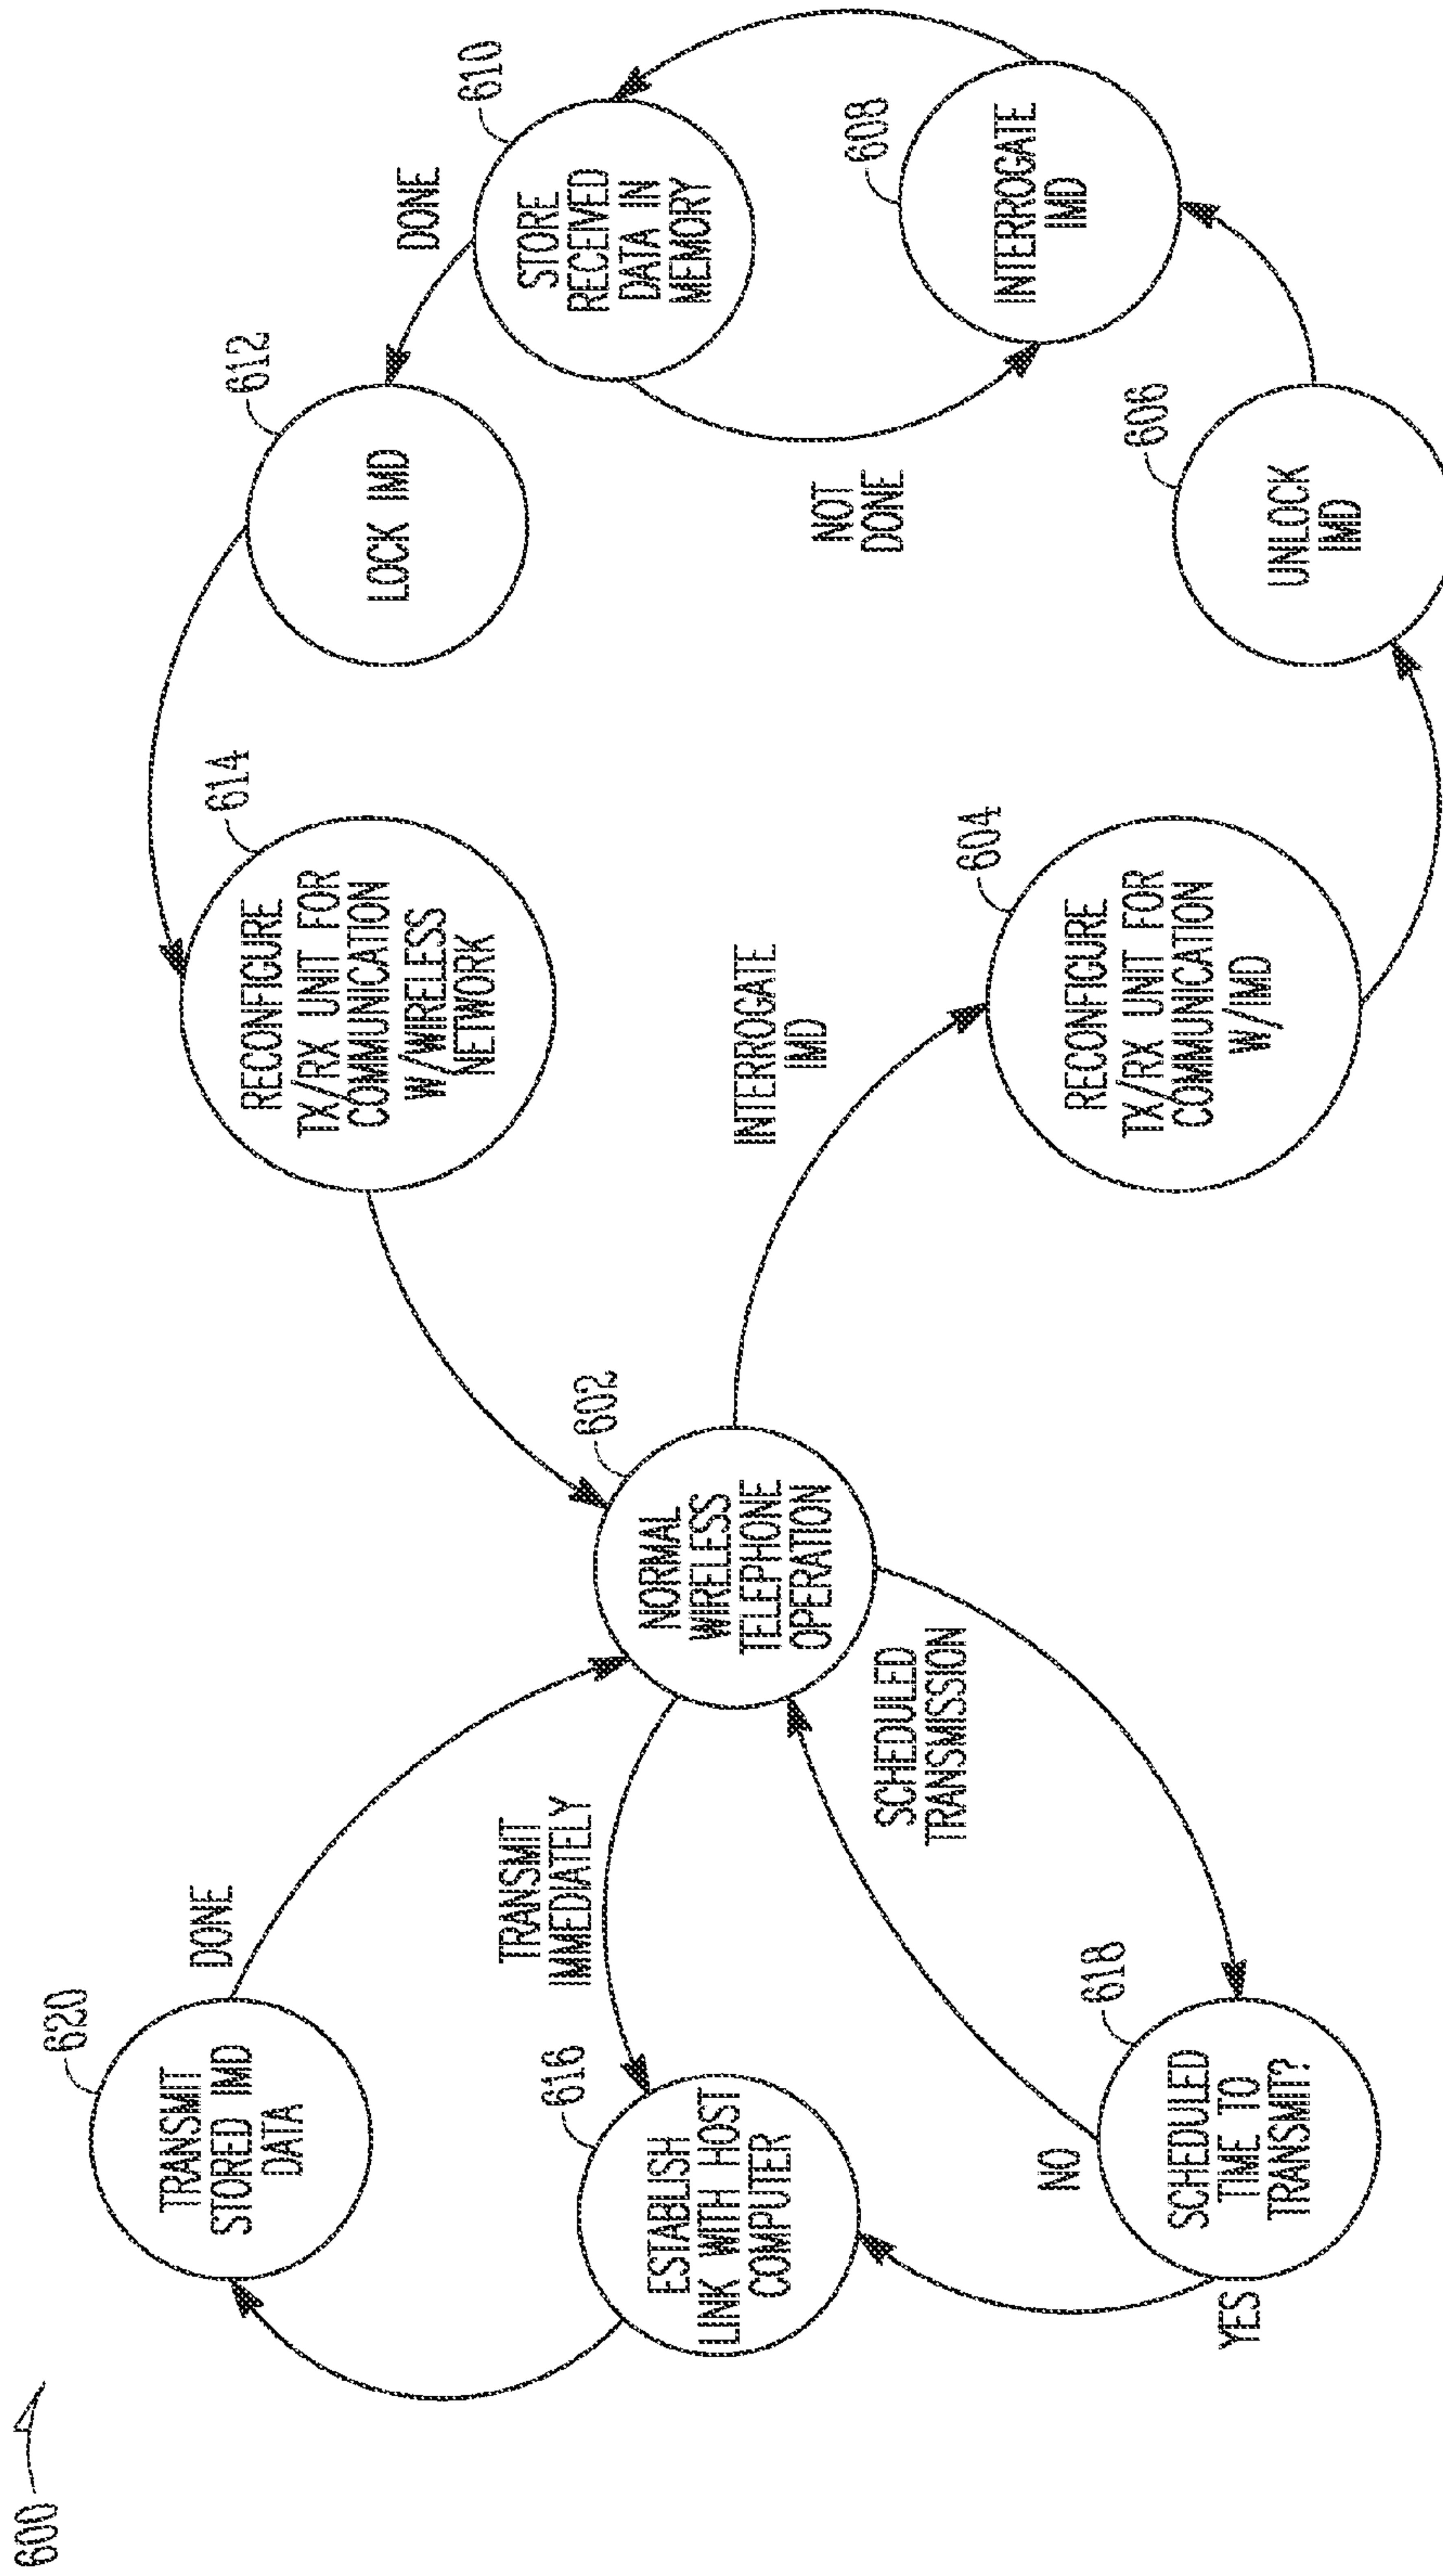 600
620
TRANSMIT
STORED IMD
DATA
DONE
616
ESTABLISH
LINK WITH HOST
COMPUTER
TRANSMIT
IMMEDIATELY
618
SCHEDULED
TIME TO
TRANSMIT?
NO
YES
SCHEDULED
TRANSMISSION
602
NORMAL
WIRELESS
TELEPHONE
OPERATION
614
RECONFIGURE
TX/RX UNIT FOR
COMMUNICATION
W/WIRELESS
NETWORK
INTERROGATE
IMD
604
RECONFIGURE
TX/RX UNIT FOR
COMMUNICATION
W/IMD
612
LOCK IMD
DONE
610
STORE
RECEIVED
DATA IN
MEMORY
NOT
DONE
608
INTERROGATE
IMD
606
UNLOCK
IMD